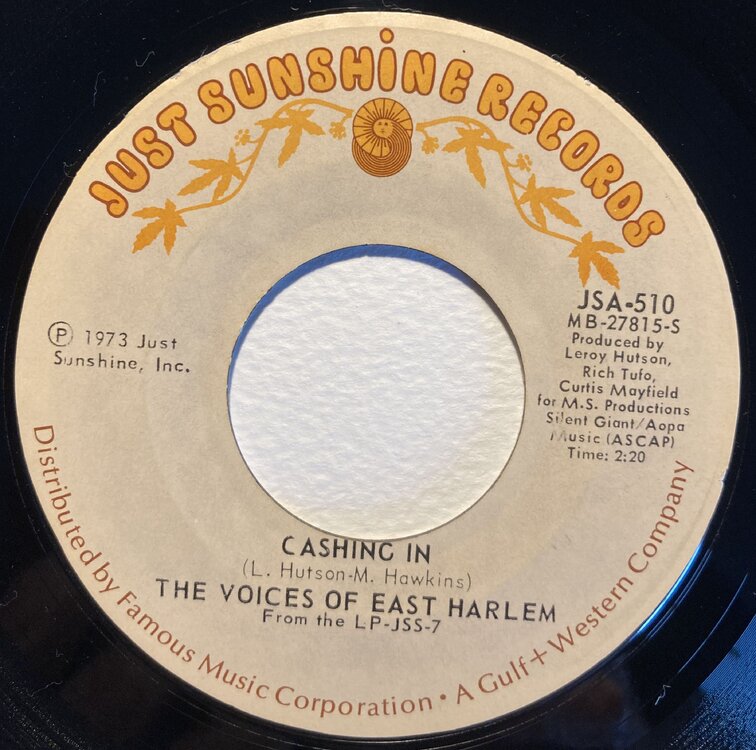 JUST SUNSHINE RECORDS
JSA-510
MB-27815-S
Produced by
Leroy Hutson,
Rich Tufo,
Curtis Mayfield
for M.S. Productions
Silent Giant/Aopa
Music (ASCAP)
Time: 2:20
Ⓟ 1973 Just
Sunshine, Inc.
CASHING IN
(L. Hutson-M. Hawkins)
THE VOICES OF EAST HARLEM
From the LP-JSS-7
Distributed by Famous Music Corporation • A Gulf+Western Company